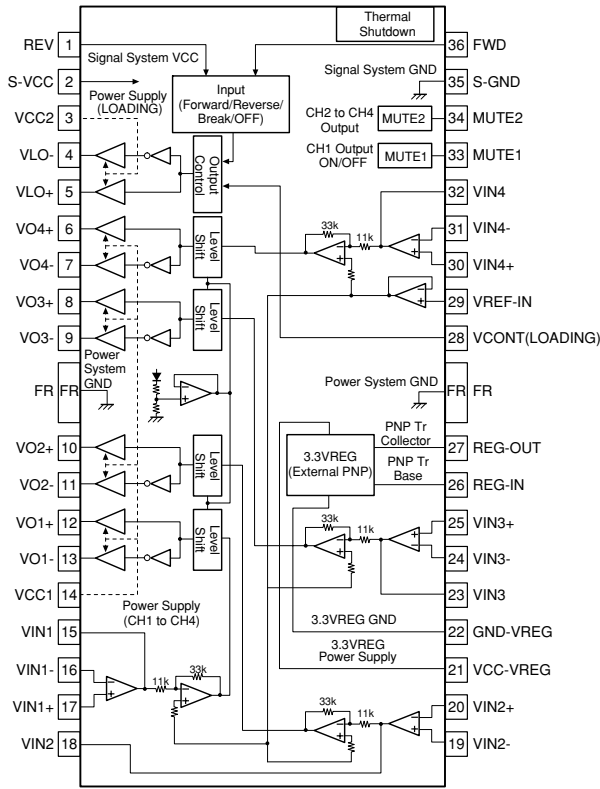 Thermal
Shutdown
REV 1
36 FWD
Signal System VCC
S-VCC 2
Signal System GND
35 S-GND
Input
(Forward/Reverse/
Break/OFF)
Power Supply
(LOADING)
VCC2 3
CH2 to CH4
Output
MUTE2
34 MUTE2
VLO- 4
Output
Control
CH1 Output
ON/OFF
MUTE1
33 MUTE1
VLO+ 5
32 VIN4
VO4+ 6
Level
Shift
33k
11k
31 VIN4-
VO4- 7
30 VIN4+
VO3+ 8
Level
Shift
29 VREF-IN
VO3- 9
28 VCONT(LOADING)
Power
System
GND
FR FR
Power System GND
FR FR
VO2+ 10
Level
Shift
3.3VREG
(External PNP)
PNP Tr
Collector
27 REG-OUT
VO2- 11
PNP Tr
Base
26 REG-IN
VO1+ 12
Level
Shift
33k
11k
25 VIN3+
VO1- 13
24 VIN3-
VCC1 14
23 VIN3
Power Supply
(CH1 to CH4)
VIN1 15
3.3VREG GND
22 GND-VREG
VIN1- 16
11k
33k
3.3VREG
Power Supply
21 VCC-VREG
VIN1+ 17
33k
11k
20 VIN2+
VIN2 18
19 VIN2-